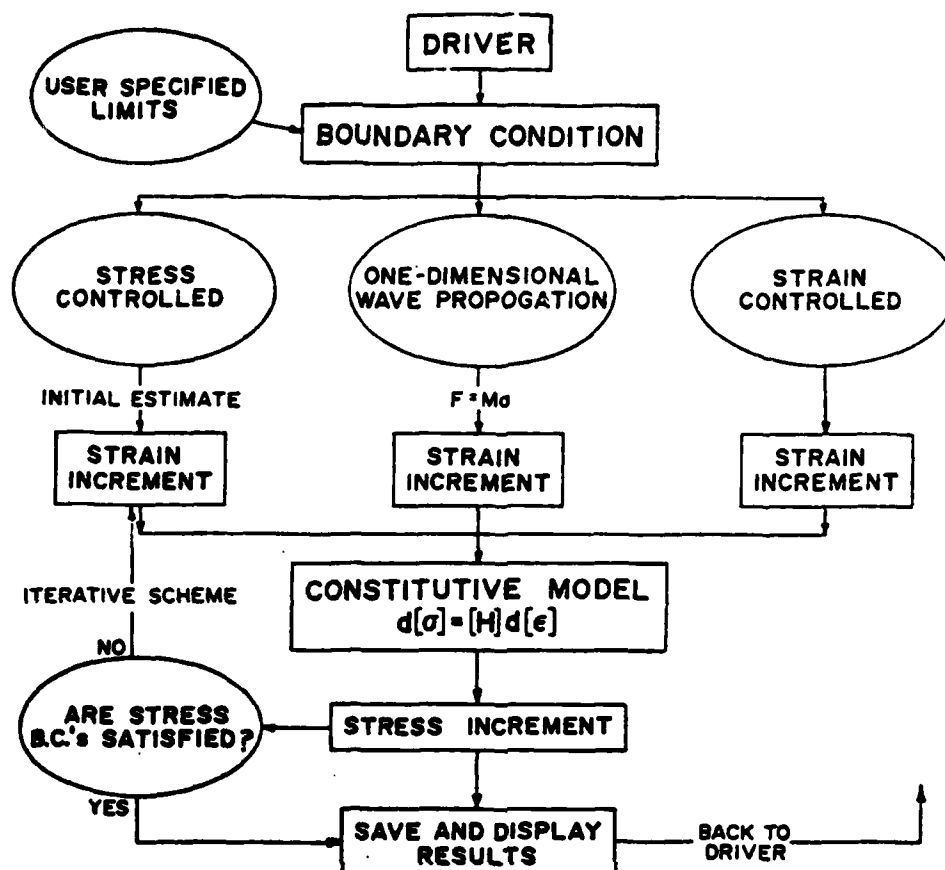 DRIVER
USER SPECIFIED
LIMITS
BOUNDARY CONDITION
STRESS
CONTROLLED
ONE-DIMENSIONAL
WAVE PROPOGATION
STRAIN
CONTROLLED
INITIAL ESTIMATE
F = Ma
STRAIN
INCREMENT
STRAIN
INCREMENT
STRAIN
INCREMENT
ITERATIVE SCHEME
CONSTITUTIVE MODEL
d[σ] = [H] d[ϵ]
NO
ARE STRESS
B.C.'s SATISFIED?
STRESS INCREMENT
YES
SAVE AND DISPLAY
RESULTS
BACK TO
DRIVER